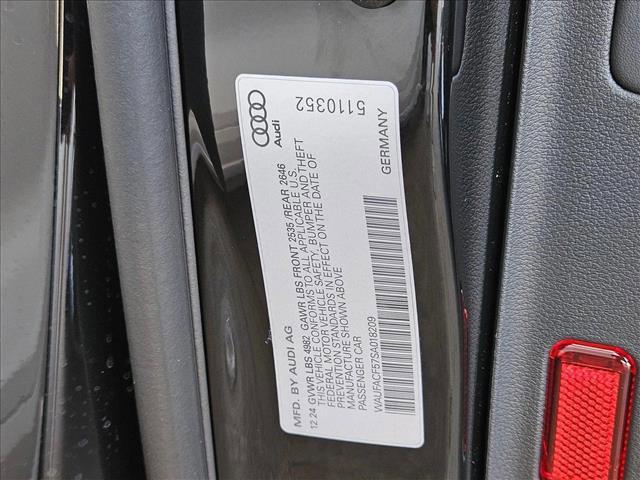 MFD. BY AUDI AG
12.24 GVWR LBS 4982 GAWR LBS FRONT 2535 /REAR 2646
THIS VEHICLE CONFORMS TO ALL APPLICABLE U.S.
FEDERAL MOTOR VEHICLE SAFETY, BUMPER AND THEFT
PREVENTION STANDARDS IN EFFECT ON THE DATE OF
MANUFACTURE SHOWN ABOVE
PASSENGER CAR
WAUFACF57SA018209
GERMANY
Audi
5110352